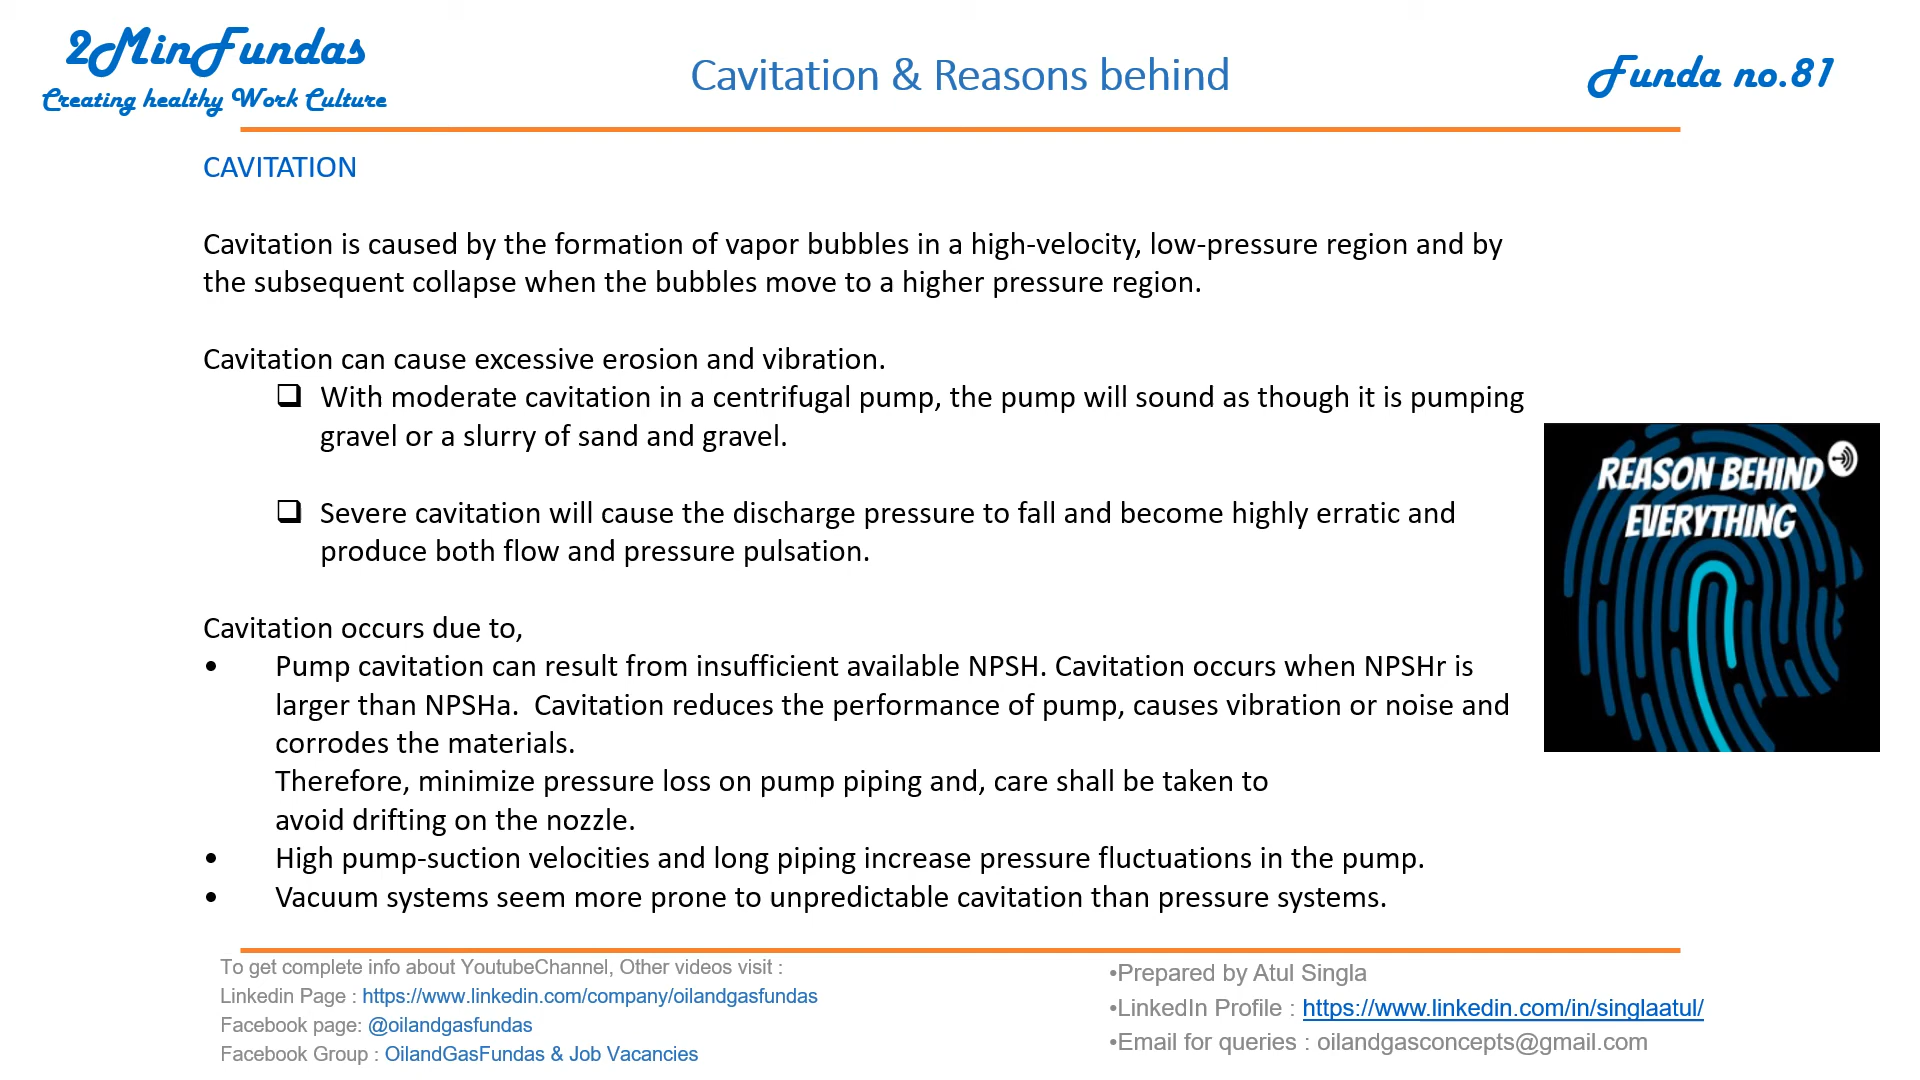 2MinFundas
Creating healthy Work Culture
Cavitation & Reasons behind
Funda no.81
CAVITATION
Cavitation is caused by the formation of vapor bubbles in a high-velocity, low-pressure region and by
the subsequent collapse when the bubbles move to a higher pressure region.
Cavitation can cause excessive erosion and vibration.
❑ With moderate cavitation in a centrifugal pump, the pump will sound as though it is pumping
gravel or a slurry of sand and gravel.
❑ Severe cavitation will cause the discharge pressure to fall and become highly erratic and
produce both flow and pressure pulsation.
REASON BEHIND
EVERYTHING
Cavitation occurs due to,
• Pump cavitation can result from insufficient available NPSH. Cavitation occurs when NPSHr is
larger than NPSHa.  Cavitation reduces the performance of pump, causes vibration or noise and
corrodes the materials.
Therefore, minimize pressure loss on pump piping and, care shall be taken to
avoid drifting on the nozzle.
• High pump-suction velocities and long piping increase pressure fluctuations in the pump.
• Vacuum systems seem more prone to unpredictable cavitation than pressure systems.
To get complete info about YoutubeChannel, Other videos visit :
Linkedin Page : https://www.linkedin.com/company/oilandgasfundas
Facebook page: @oilandgasfundas
Facebook Group : OilandGasFundas & Job Vacancies
•Prepared by Atul Singla
•LinkedIn Profile : https://www.linkedin.com/in/singlaatul/
•Email for queries : oilandgasconcepts@gmail.com